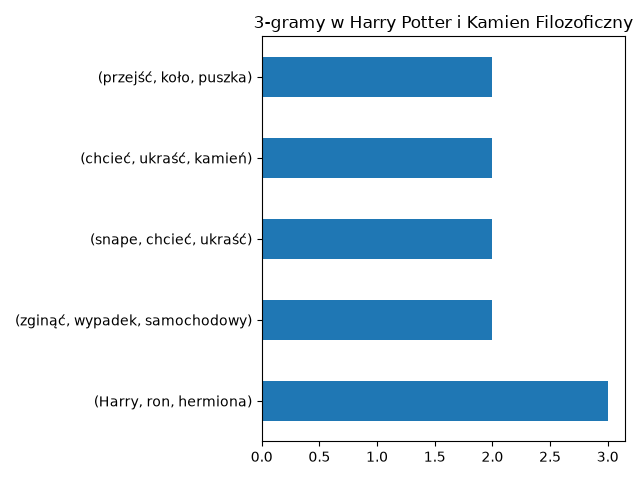 3-gramy w Harry Potter i Kamien Filozoficzny
(przejść, koło, puszka)
(chcieć, ukraść, kamień)
(snape, chcieć, ukraść)
(zginąć, wypadek, samochodowy)
(Harry, ron, hermiona)
0.0 0.5 1.0 1.5 2.0 2.5 3.0